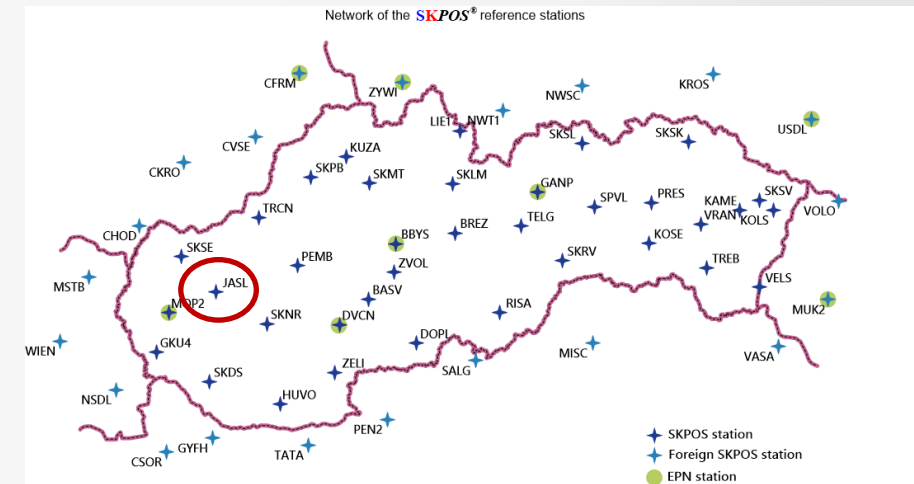 Network of the SKPOS® reference stations
CFRM
ZYWI
NWSC
KROS
LIE1
NWT1
USDL
CVSE
KUZA
SKSL
SKSK
CKRO
SKPB
SKMT
SKLM
GANP
TRCN
SPVL
PRES
KAME
SKSV
VRAN
KOLS
VOLO
CHOD
BREZ
TELG
BBYS
KOSE
SKSE
PEMB
ZVOL
SKRV
TREB
MSTB
JASL
VELS
BASV
MOP2
RISA
MUK2
SKNR
DVCN
DOPL
WIEN
GKU4
MISC
VASA
ZELI
SALG
SKDS
NSDL
HUVO
PEN2
GYFH
TATA
CSOR
SKPOS station
Foreign SKPOS station
EPN station